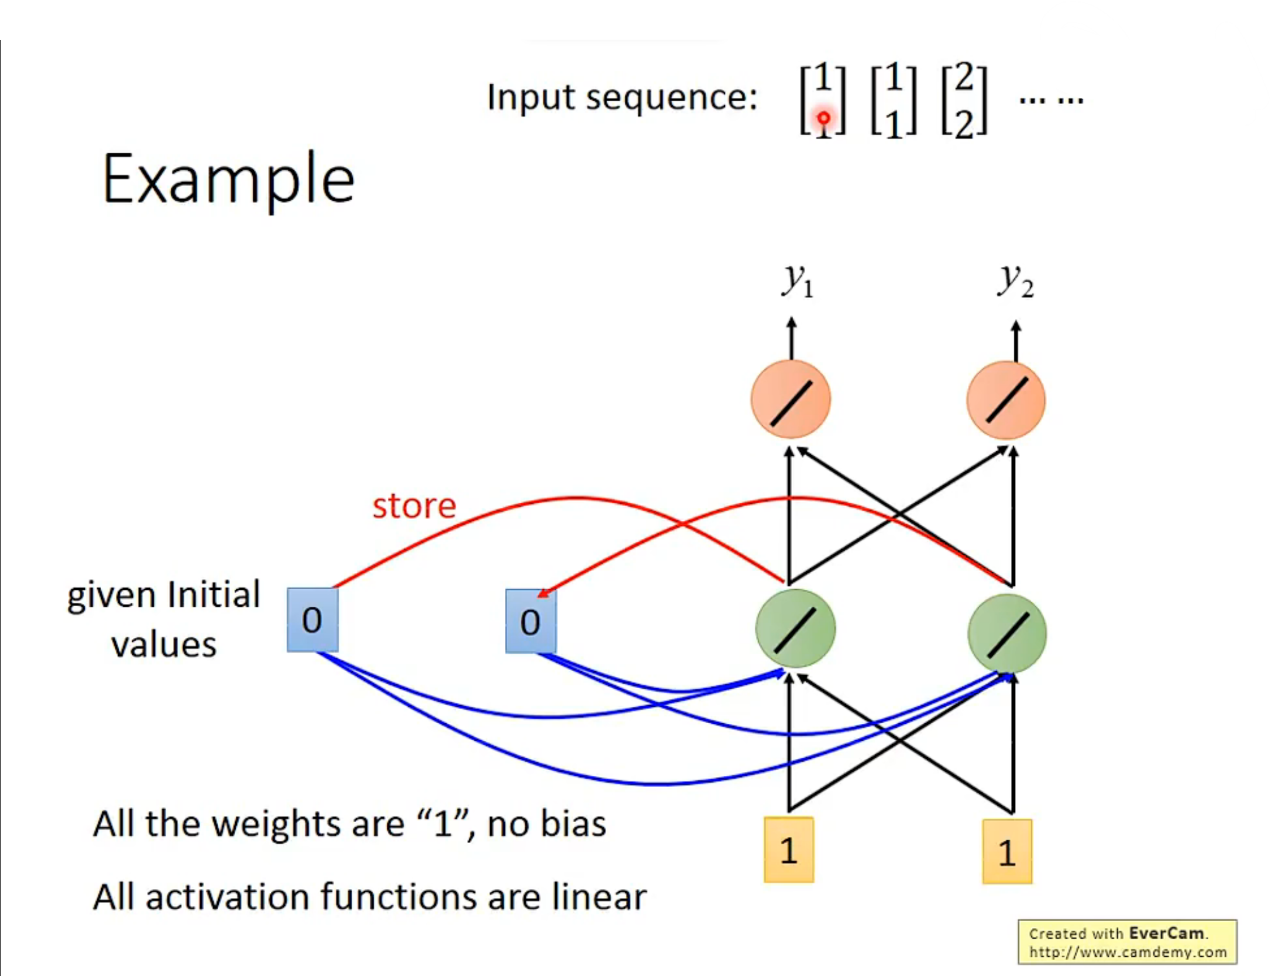 Input sequence: [1 1] [1 1] [2 2] ... ...
Example
y1 y2
store
given Initial
values
0 0
All the weights are “1”, no bias
1 1
All activation functions are linear
Created with EverCam.
http://www.camdemy.com